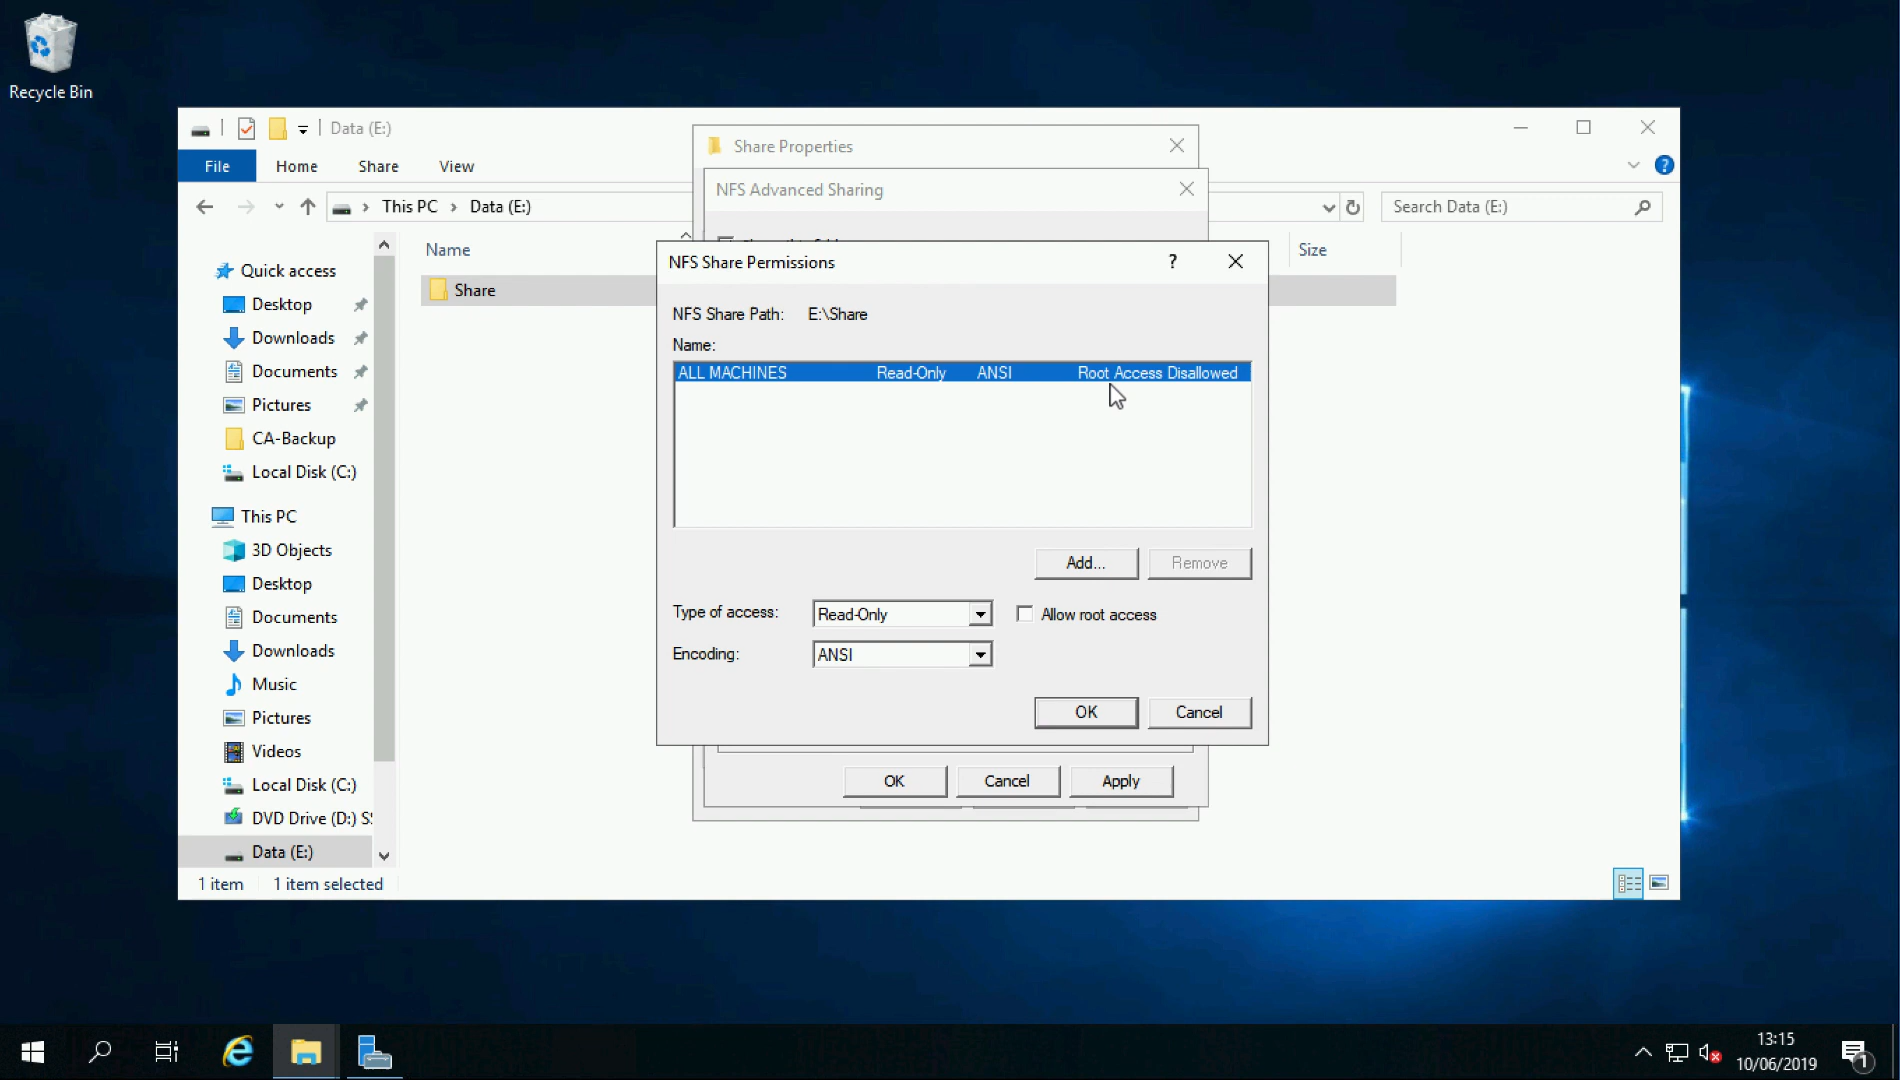 Recycle Bin
Data (E:)
File
Home
Share
View
This PC
Data (E:)
Search Data (E:)
Quick access
Desktop
Downloads
Documents
Pictures
CA-Backup
Local Disk (C:)
This PC
3D Objects
Desktop
Documents
Downloads
Music
Pictures
Videos
Local Disk (C:)
DVD Drive (D:) S
Data (E:)
Name
Size
Share
1 item
1 item selected
Share Properties
NFS Advanced Sharing
NFS Share Permissions
?
NFS Share Path: E:\Share
Name:
ALL MACHINES Read-Only ANSI Root Access Disallowed
Add...
Remove
Type of access: Read-Only
Allow root access
Encoding: ANSI
OK
Cancel
OK
Cancel
Apply
13:15
10/06/2019
1